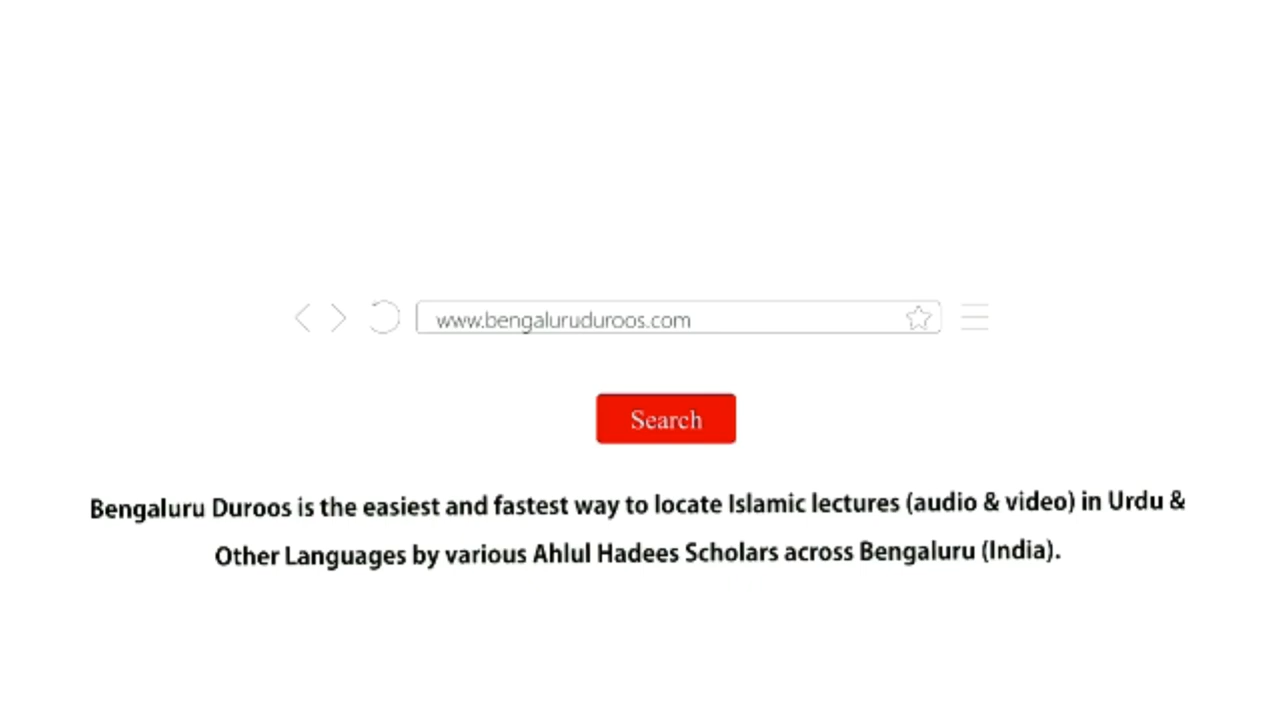 www.bengaluruduroos.com
Search
Bengaluru Duroos is the easiest and fastest way to locate Islamic lectures (audio & video) in Urdu &
Other Languages by various Ahlul Hadees Scholars across Bengaluru (India).